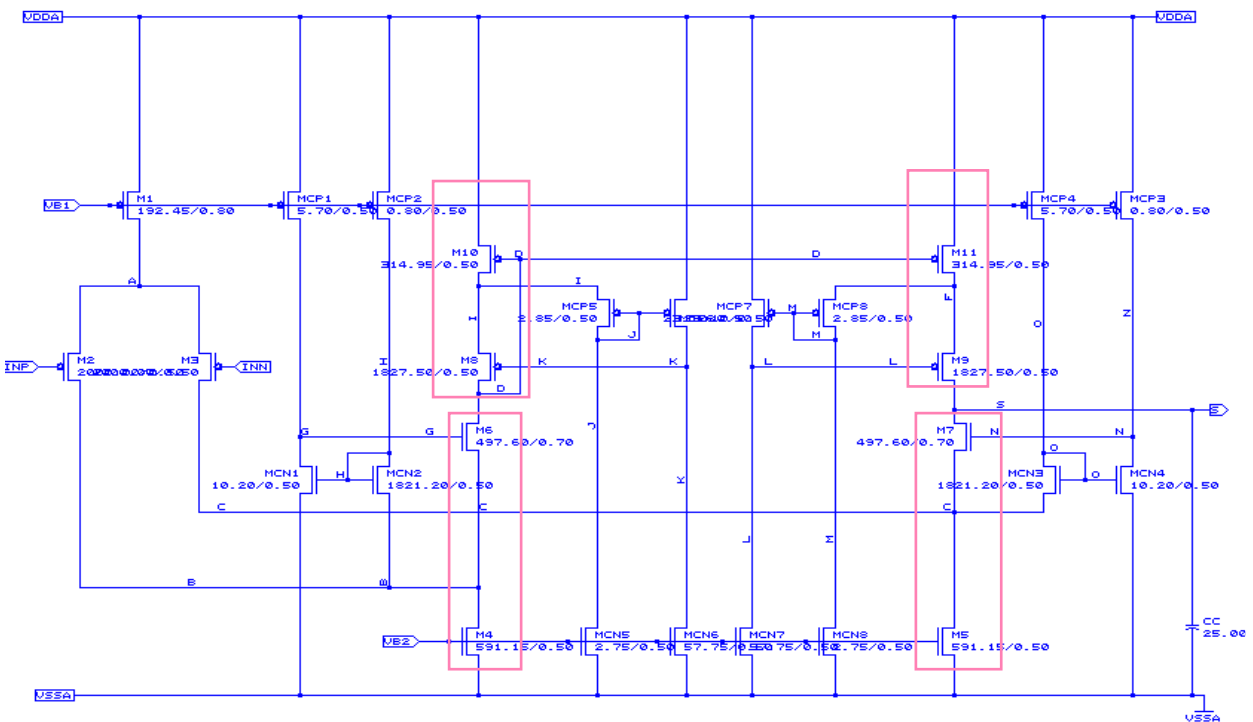 VDDA
VDDA
VB1
M1
192.45/0.80
MCP1
5.70/0.50
MCP2
0.80/0.50
MCP4
5.70/0.50
MCP3
0.80/0.50
M10
314.95/0.50
D
D
M11
314.95/0.50
A
I
I
F
MCP5
2.85/0.50
J
MCP7
M
MCP8
2.85/0.50
M
O
N
INP
M2
M3
INN
H
M8
1827.50/0.50
K
K
L
L
M9
1827.50/0.50
D
S
S
G
G
M6
497.60/0.70
J
M7
497.60/0.70
N
N
MCN1
10.20/0.50
H
MCN2
1821.20/0.50
K
MCN3
1821.20/0.50
O
O
MCN4
10.20/0.50
C
C
C
L
M
B
B
VB2
M4
591.15/0.50
MCN5
2.75/0.50
MCN6
57.75/0.50
MCN7
MCN8
2.75/0.50
M5
591.15/0.50
CC
25.00
VSSA
VSSA